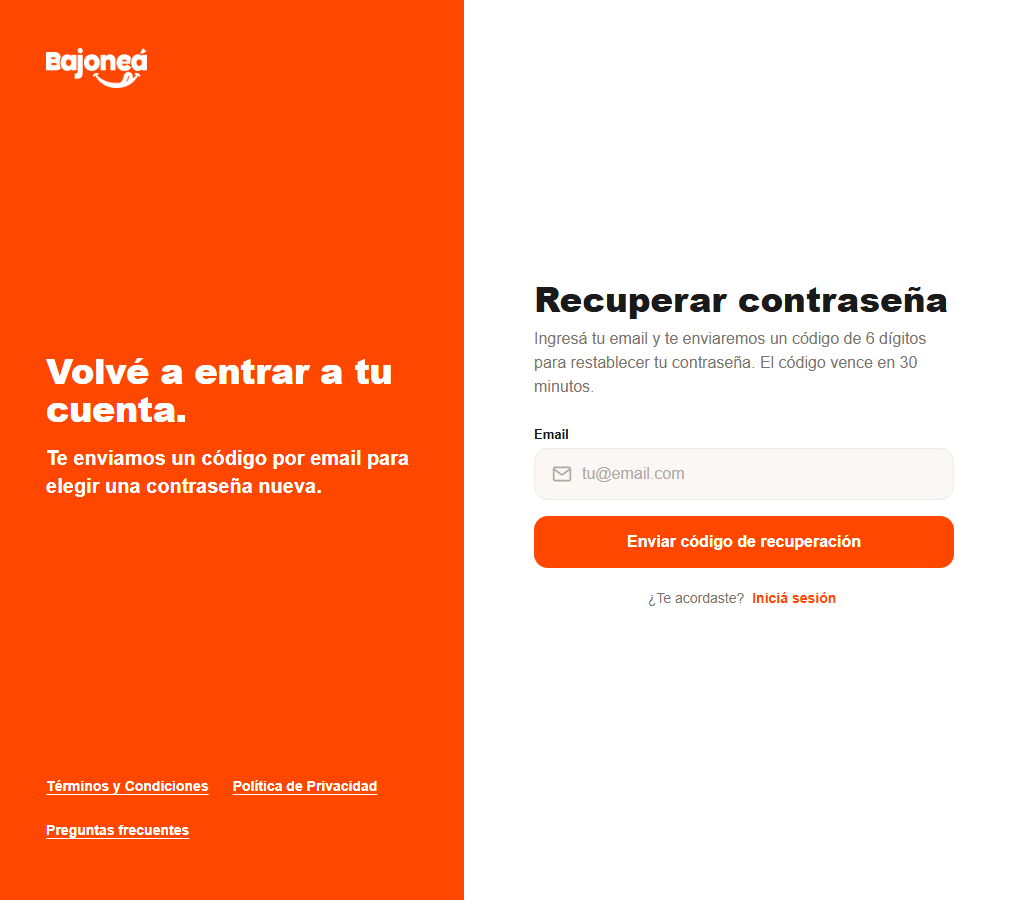 Bajoneá
Volvé a entrar a tu
cuenta.
Te enviamos un código por email para
elegir una contraseña nueva.
Términos y Condiciones
Política de Privacidad
Preguntas frecuentes
Recuperar contraseña
Ingresá tu email y te enviaremos un código de 6 dígitos
para restablecer tu contraseña. El código vence en 30
minutos.
Email
tu@email.com
Enviar código de recuperación
¿Te acordaste? Iniciá sesión